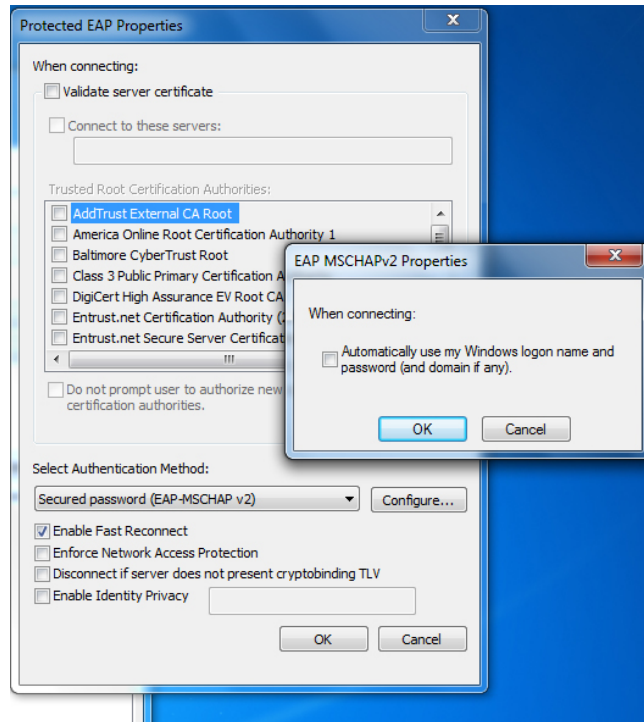 Protected EAP Properties
x
When connecting:
Validate server certificate
Connect to these servers:
Trusted Root Certification Authorities:
AddTrust External CA Root
America Online Root Certification Authority 1
Baltimore CyberTrust Root
Class 3 Public Primary Certification A
DigiCert High Assurance EV Root CA
Entrust.net Certification Authority (
Entrust.net Secure Server Certificat
Do not prompt user to authorize new
certification authorities.
Select Authentication Method:
Secured password (EAP-MSCHAP v2)
Configure...
Enable Fast Reconnect
Enforce Network Access Protection
Disconnect if server does not present cryptobinding TLV
Enable Identity Privacy
OK
Cancel
EAP MSCHAPv2 Properties
x
When connecting:
Automatically use my Windows logon name and
password (and domain if any).
OK
Cancel